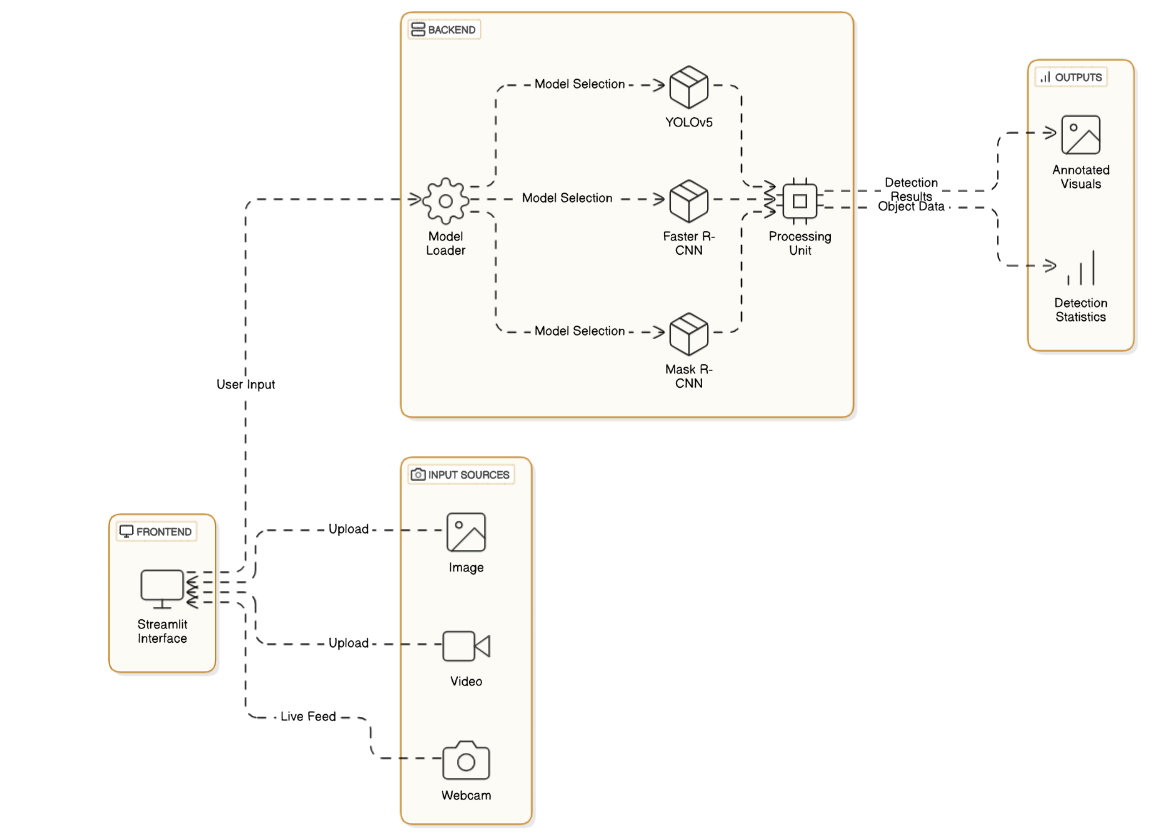 BACKEND
Model Selection
YOLOv5
Model
Loader
Model Selection
Faster R-
CNN
Processing
Unit
Model Selection
Mask R-
CNN
Detection
Results
Object Data
OUTPUTS
Annotated
Visuals
Detection
Statistics
User Input
FRONTEND
Streamlit
Interface
INPUT SOURCES
Upload
Image
Upload
Video
Live Feed
Webcam